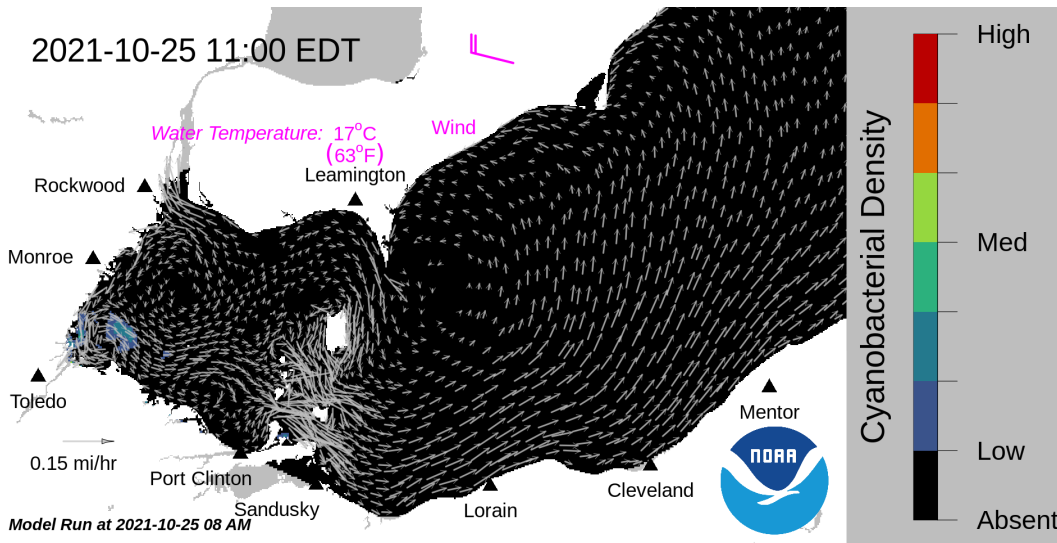 2021-10-25 11:00 EDT
High
Wind
Water Temperature: 17°C
(63°F)
Leamington
Rockwood
Monroe
Cyanobacterial Density
Med
Toledo
Mentor
0.15 mi/hr
NOAA
Low
Port Clinton
Cleveland
Sandusky
Lorain
Model Run at 2021-10-25 08 AM
Absent